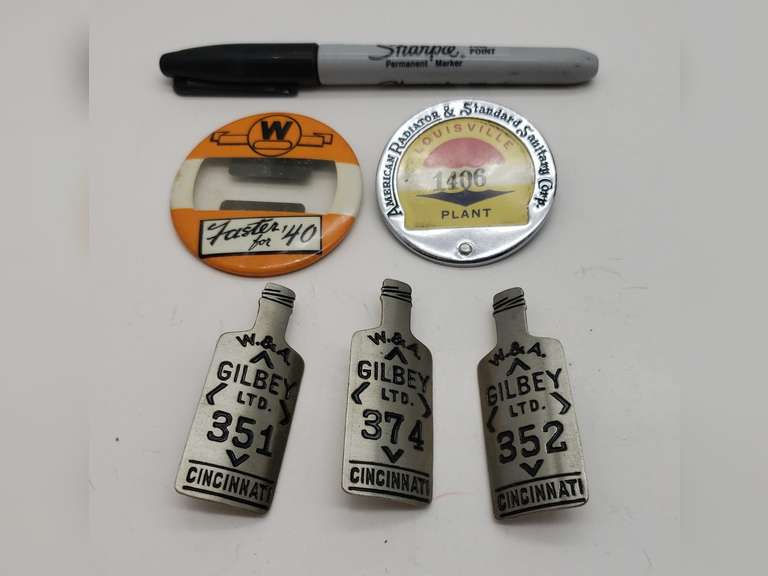 Sharpie
POINT
Permanent Marker
W
Faster
for '40
AMERICAN RADIATOR & STANDARD SANITARY CORP.
LOUISVILLE
1406
PLANT
W.&A.
GILBEY
LTD.
351
CINCINNATI
W.&A.
GILBEY
LTD.
374
CINCINNATI
W.&A.
GILBEY
LTD.
352
CINCINNATI